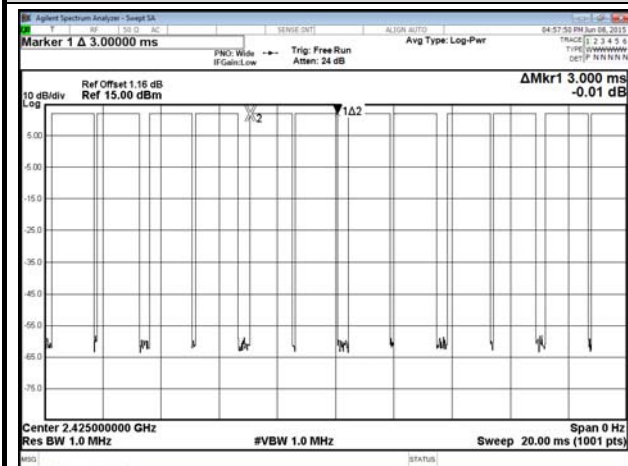 Agilent Spectrum Analyzer - Swept SA
RF 50 Ω AC SENSE:INT ALIGN AUTO 04:57:50 PM Jun 08, 2015
Marker 1 Δ 3.00000 ms
PNO: Wide
IFGain:Low
Trig: Free Run
Atten: 24 dB
Avg Type: Log-Pwr
TRACE 1 2 3 4 5 6
TYPE WWWWWW
DET P N N N N N
Ref Offset 1.16 dB
Ref 15.00 dBm
10 dB/div
Log
ΔMkr1 3.000 ms
-0.01 dB
X2
1Δ2
5.00
-5.00
-15.0
-25.0
-35.0
-45.0
-55.0
-65.0
-75.0
Center 2.425000000 GHz
Res BW 1.0 MHz
#VBW 1.0 MHz
Span 0 Hz
Sweep 20.00 ms (1001 pts)
MSG
STATUS